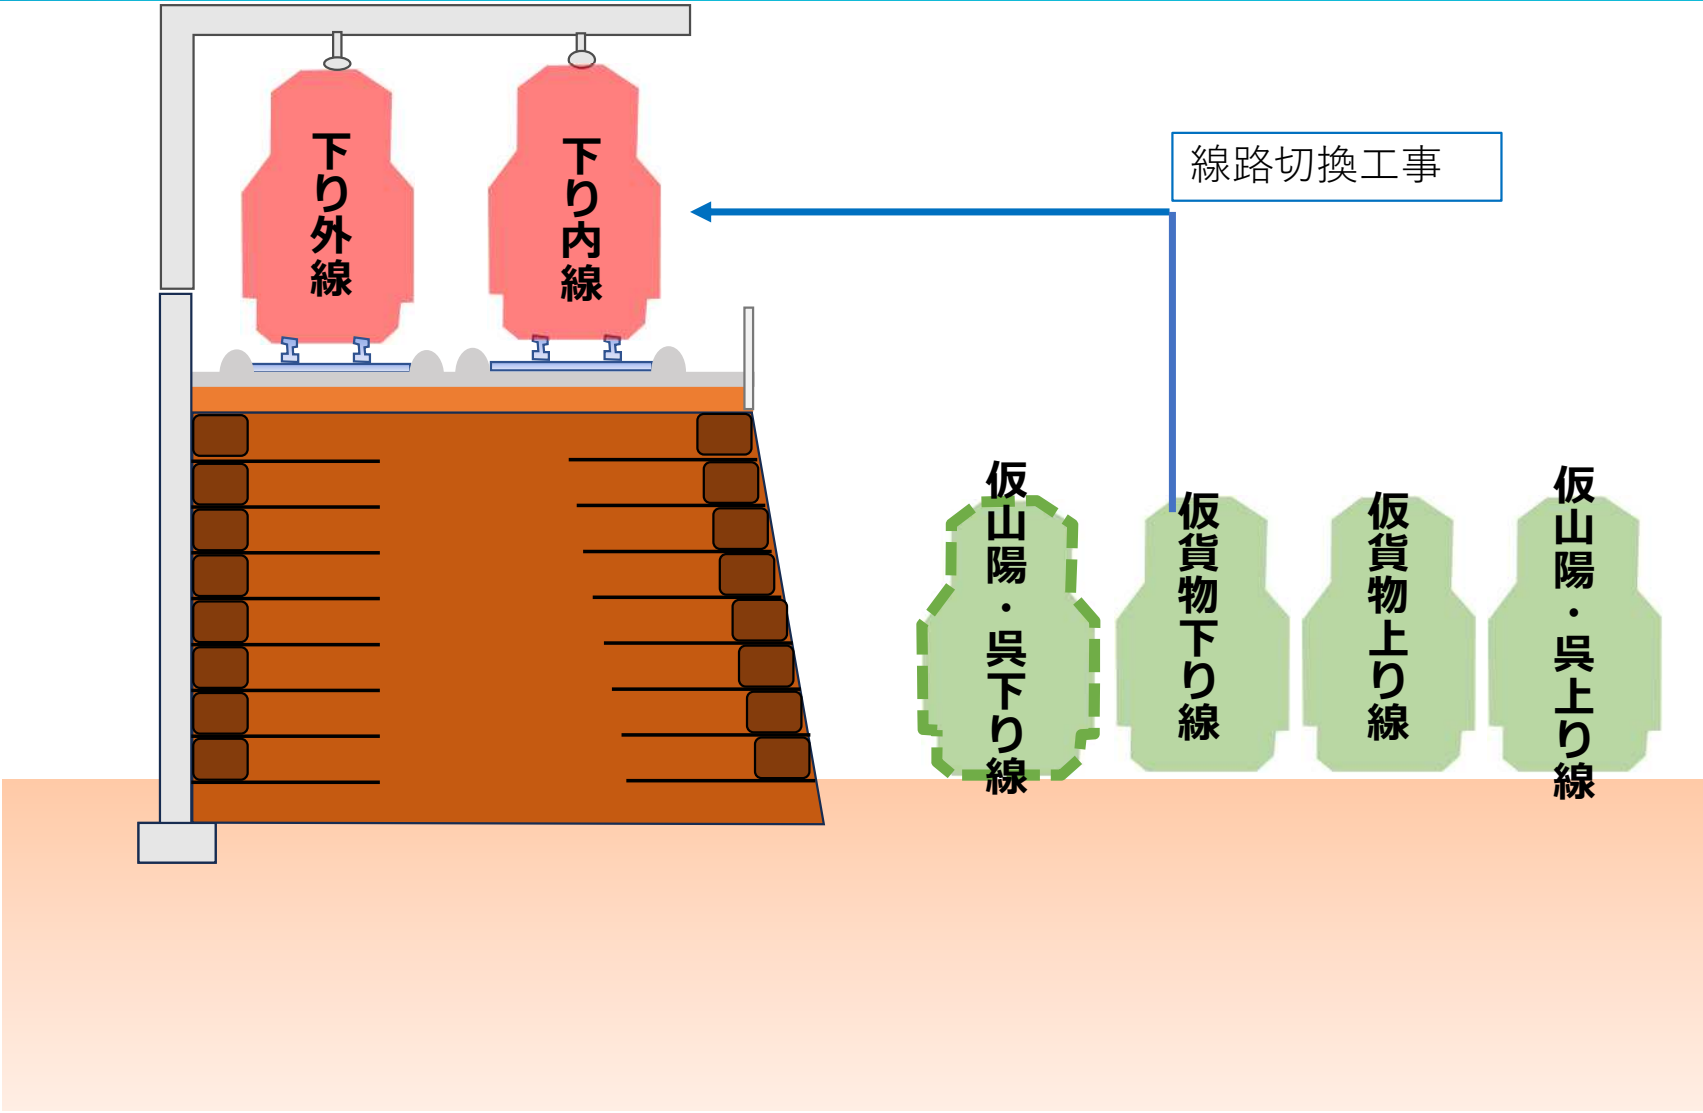 下り外線
下り内線
線路切換工事
仮山陽・呉下り線
仮貨物下り線
仮貨物上り線
仮山陽・呉上り線